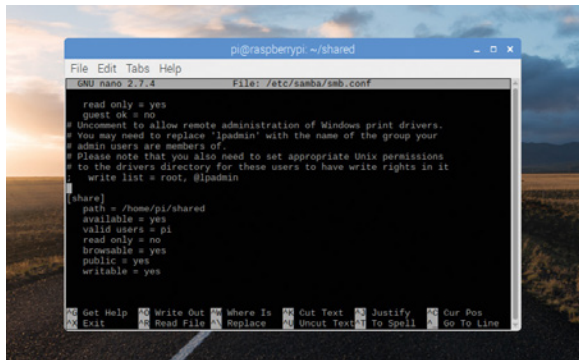 pi@raspberrypi: ~/shared
File Edit Tabs Help
GNU nano 2.7.4 File: /etc/samba/smb.conf
read only = yes
guest ok = no
# Uncomment to allow remote administration of Windows print drivers.
# You may need to replace 'lpadmin' with the name of the group your
# admin users are members of.
# Please note that you also need to set appropriate Unix permissions
# to the drivers directory for these users to have write rights in it
; write list = root, @lpadmin
[share]
path = /home/pi/shared
available = yes
valid users = pi
read only = no
browsable = yes
public = yes
writable = yes
^G Get Help ^O Write Out ^W Where Is ^K Cut Text ^J Justify ^C Cur Pos
^X Exit ^R Read File ^\ Replace ^U Uncut Text ^T To Spell ^_ Go To Line